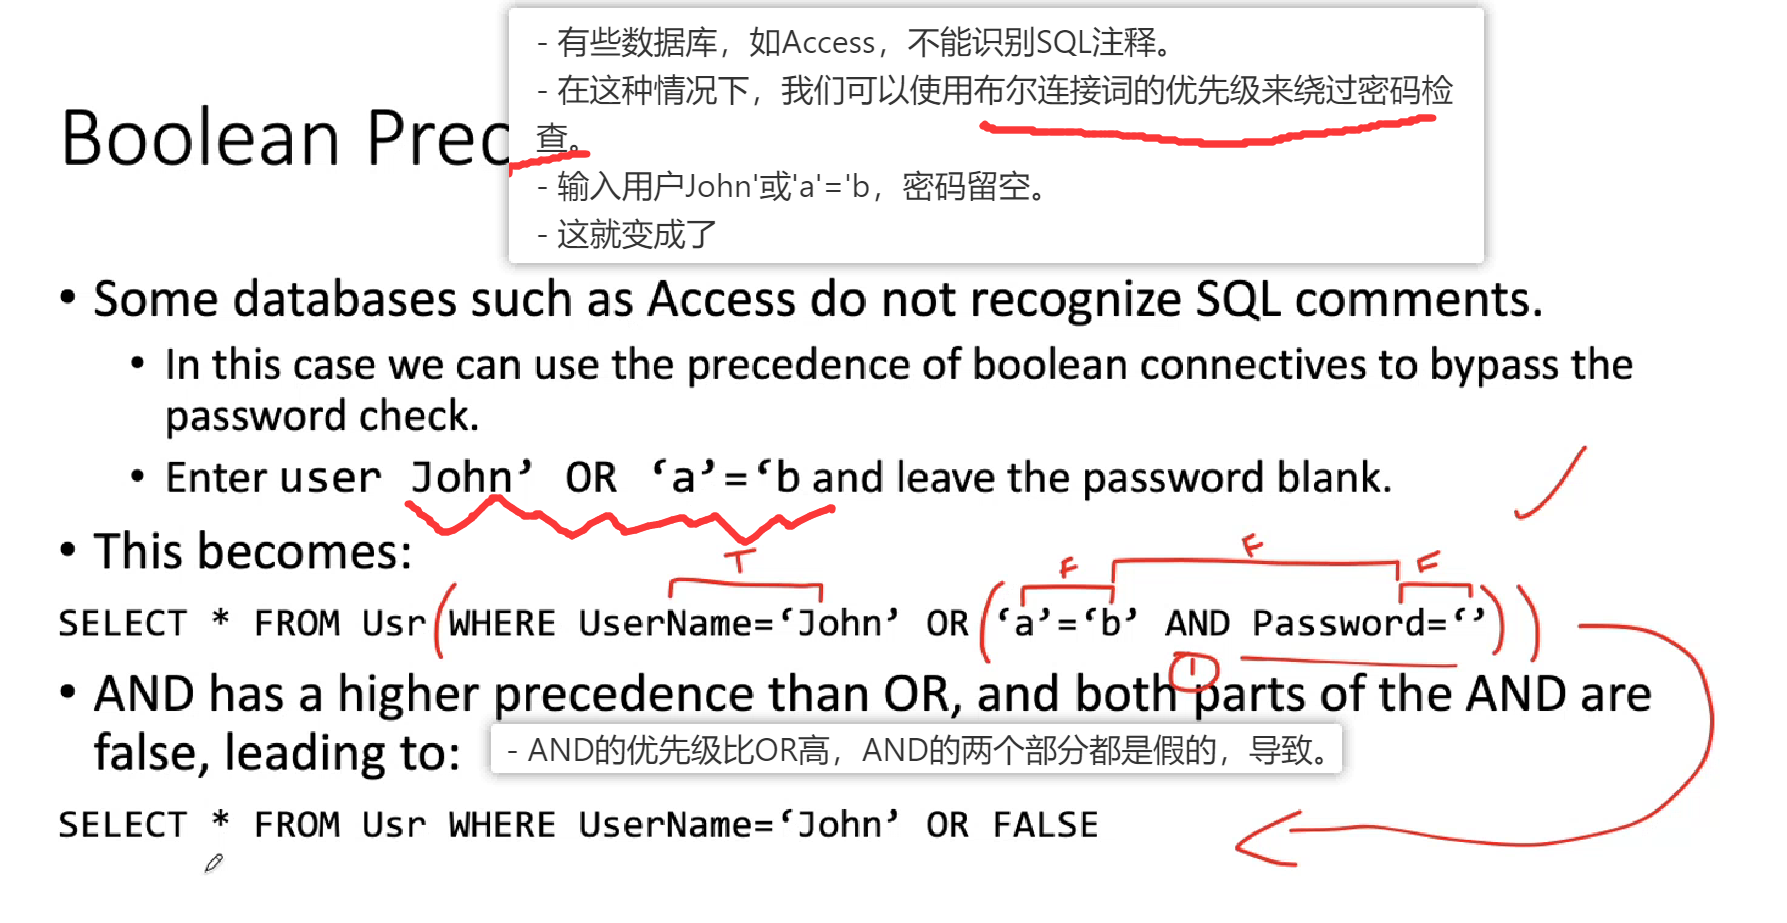 - 有些数据库，如Access，不能识别SQL注释。
- 在这种情况下，我们可以使用布尔连接词的优先级来绕过密码检
查。
- 输入用户John'或'a'='b，密码留空。
- 这就变成了
Boolean Prec
• Some databases such as Access do not recognize SQL comments.
• In this case we can use the precedence of boolean connectives to bypass the
password check.
• Enter user John’ OR ‘a’=‘b and leave the password blank.
• This becomes:
T F F F
SELECT * FROM Usr (WHERE UserName=‘John’ OR (‘a’=‘b’ AND Password=‘’))
1
• AND has a higher precedence than OR, and both parts of the AND are
false, leading to:
- AND的优先级比OR高，AND的两个部分都是假的，导致。
SELECT * FROM Usr WHERE UserName=‘John’ OR FALSE